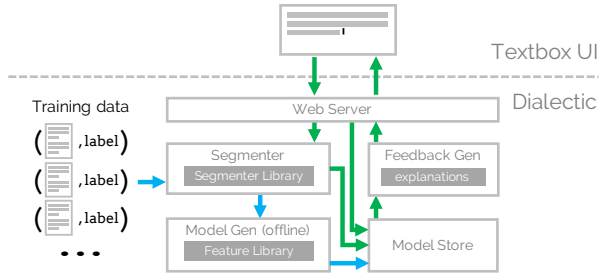 Textbox UI
Dialectic
Web Server
Training data
( , label)
( , label)
( , label)
...
Segmenter
Segmenter Library
Feedback Gen
explanations
Model Gen (offline)
Feature Library
Model Store